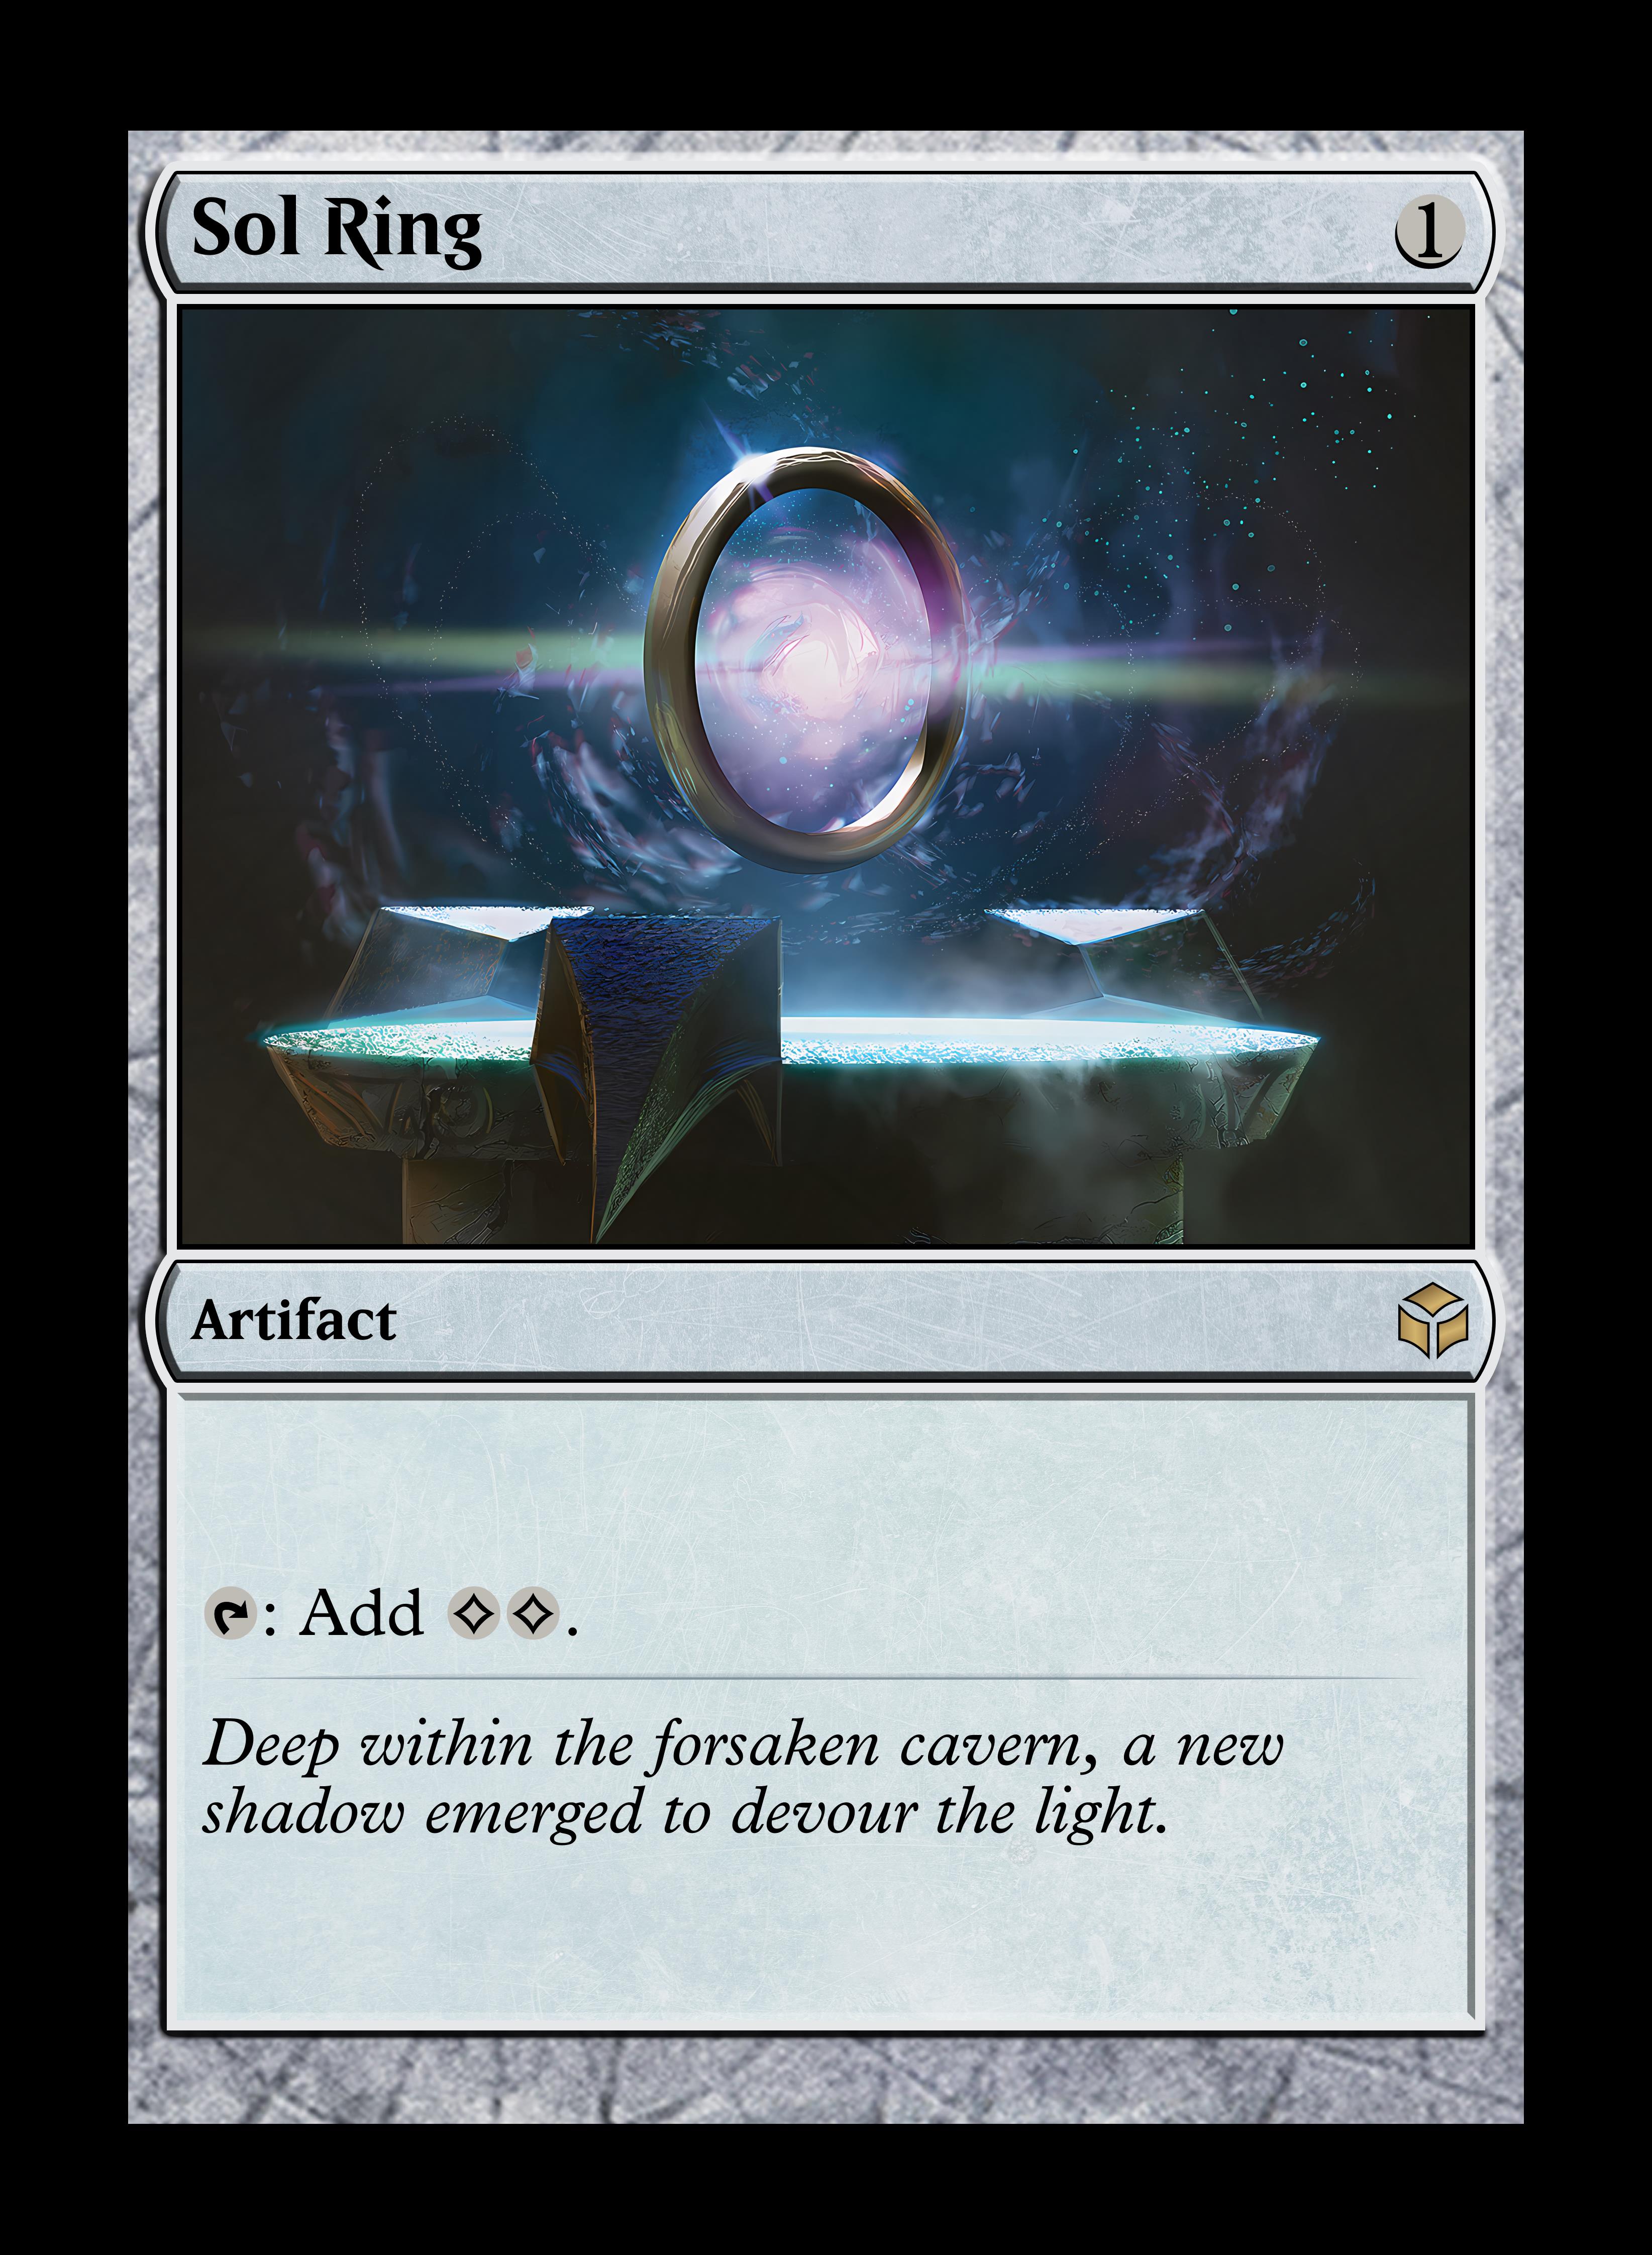 Sol Ring 1
Artifact
: Add .
Deep within the forsaken cavern, a new
shadow emerged to devour the light.